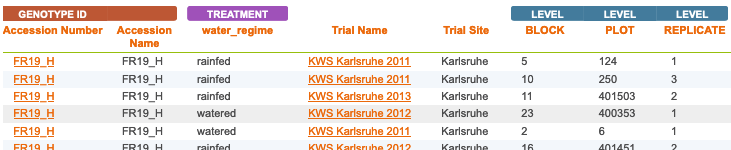 GENOTYPE ID TREATMENT LEVEL LEVEL LEVEL
Accession Number Accession Name water_regime Trial Name Trial Site BLOCK PLOT REPLICATE
FR19_H FR19_H rainfed KWS Karlsruhe 2011 Karlsruhe 5 124 1
FR19_H FR19_H rainfed KWS Karlsruhe 2011 Karlsruhe 10 250 3
FR19_H FR19_H rainfed KWS Karlsruhe 2013 Karlsruhe 11 401503 2
FR19_H FR19_H watered KWS Karlsruhe 2012 Karlsruhe 23 400353 1
FR19_H FR19_H watered KWS Karlsruhe 2011 Karlsruhe 2 6 1
FR19_H FR19_H rainfed KWS Karlsruhe 2012 Karlsruhe 16 401451 2